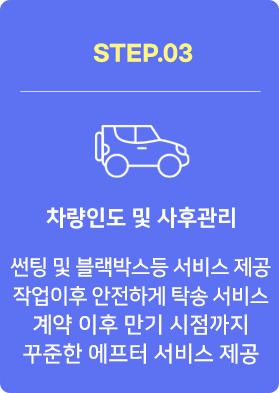 STEP.03
차량인도 및 사후관리
썬팅 및 블랙박스등 서비스 제공
작업이후 안전하게 탁송 서비스
계약 이후 만기 시점까지
꾸준한 에프터 서비스 제공